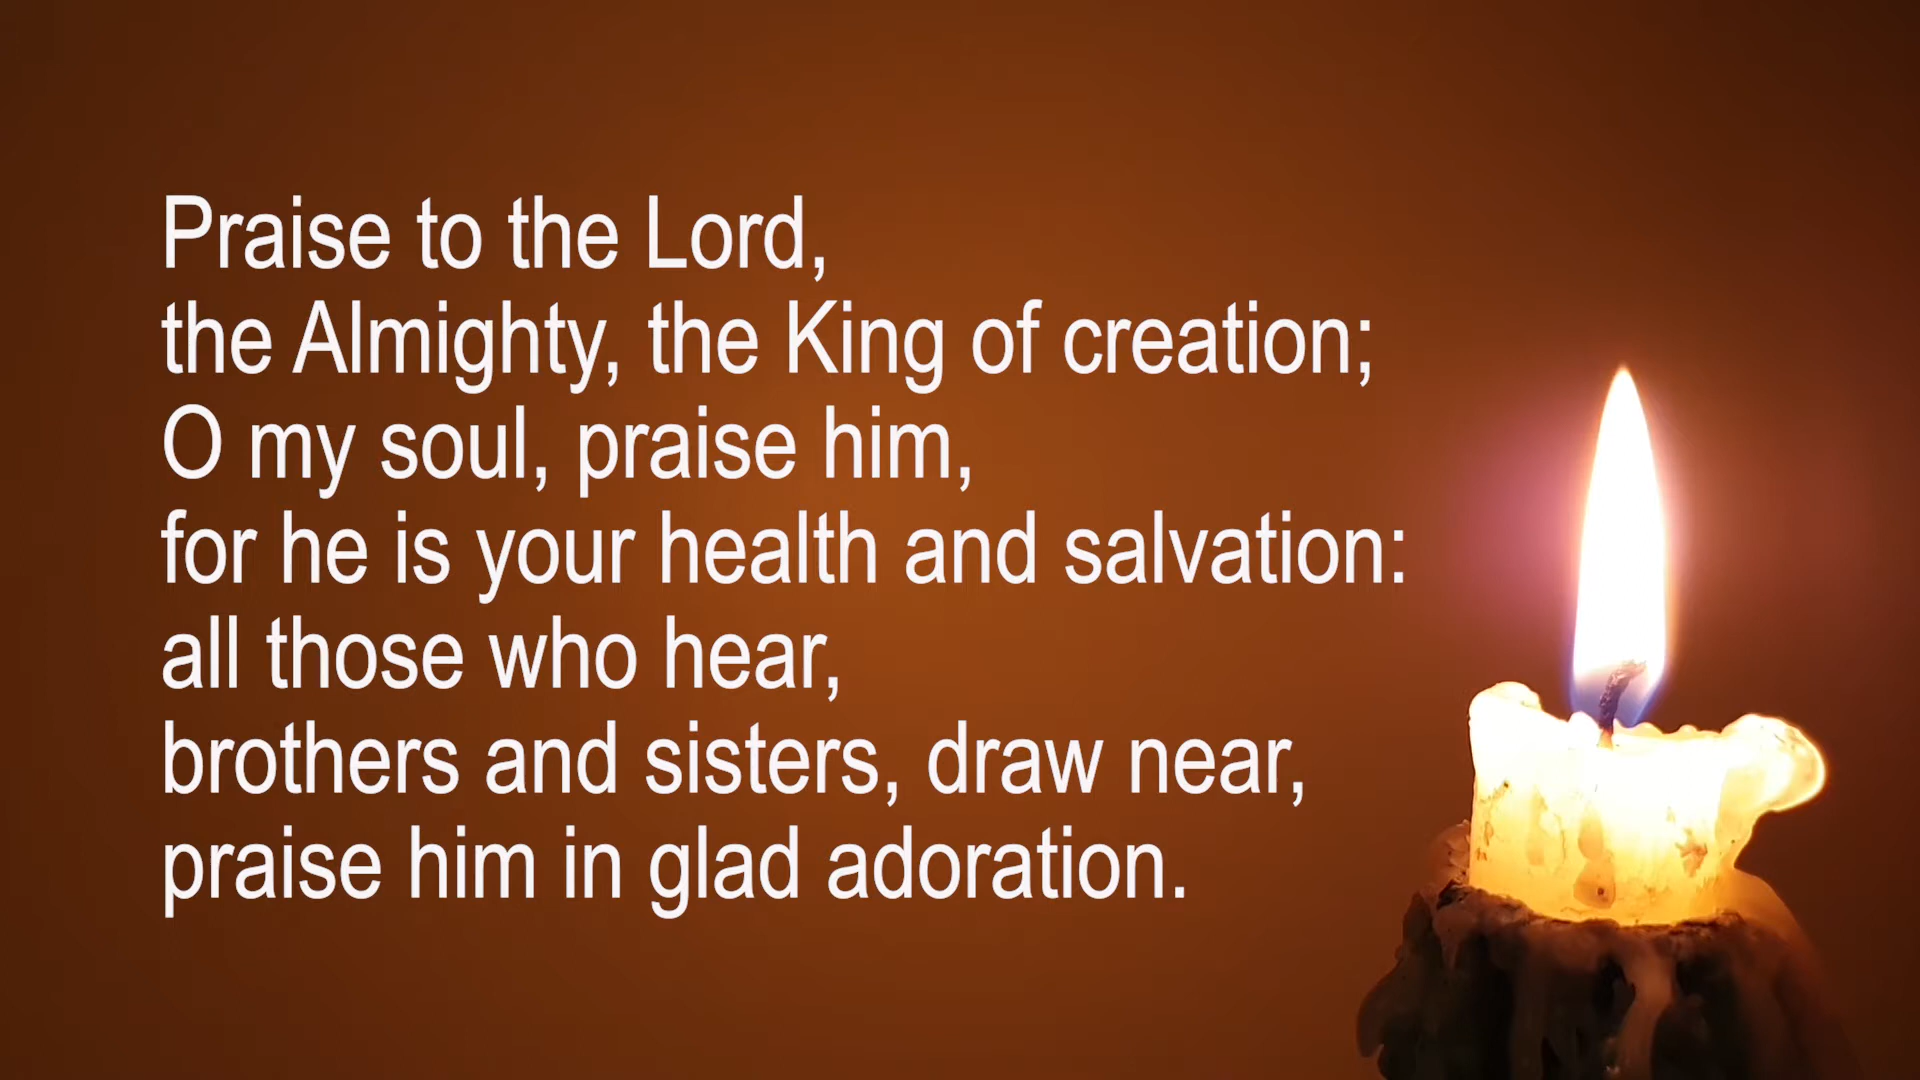 Praise to the Lord,
the Almighty, the King of creation;
O my soul, praise him,
for he is your health and salvation:
all those who hear,
brothers and sisters, draw near,
praise him in glad adoration.